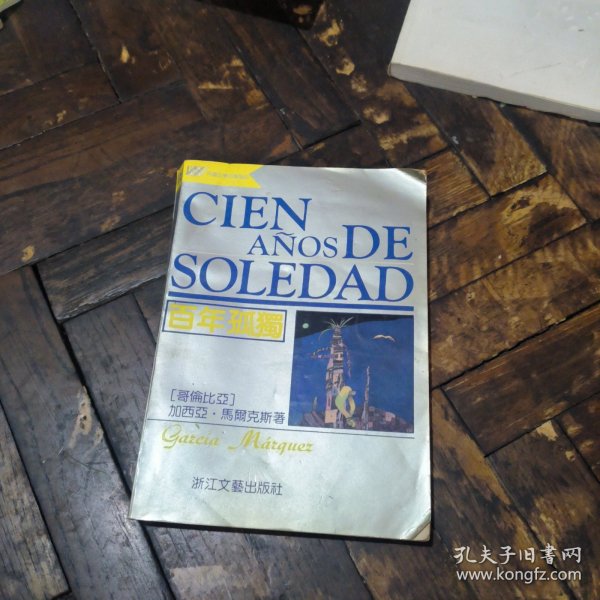 CIEN
AÑOS DE
SOLEDAD
百年孤獨
[哥倫比亞]
加西亞·馬爾克斯著
García Márquez
浙江文藝出版社
孔夫子旧書网
www.kongfz.com